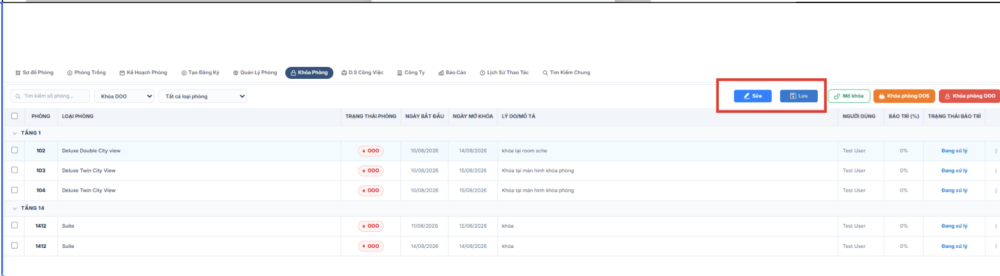 Sơ đồ Phòng Phòng Trống Kế Hoạch Phòng Tạo Đăng Ký Quản Lý Phòng Khóa Phòng D.S Công Việc Công Ty Báo Cáo Lịch Sử Thao Tác Tìm Kiếm Chung
Tìm kiếm số phòng... Khóa OOO Tất cả loại phòng Sửa Lưu Mở khóa Khóa phòng OOS Khóa phòng OOO
PHÒNG LOẠI PHÒNG TRẠNG THÁI PHÒNG NGÀY BẮT ĐẦU NGÀY MỞ KHÓA LÝ DO/MÔ TẢ NGƯỜI DÙNG BẢO TRÌ (%) TRẠNG THÁI BẢO TRÌ
TẦNG 1
102 Deluxe Double City view OOO 10/08/2026 14/08/2026 khóa tại room sche Test User 0% Đang xử lý
103 Deluxe Twin City View OOO 10/08/2026 15/08/2026 Khóa tại màn hình khóa phòng Test User 0% Đang xử lý
104 Deluxe Twin City View OOO 10/08/2026 15/08/2026 Khóa tại màn hình khóa phòng Test User 0% Đang xử lý
TẦNG 14
1412 Suite OOO 11/08/2026 12/08/2026 khóa Test User 0% Đang xử lý
1412 Suite OOO 14/08/2026 14/08/2026 khóa Test User 0% Đang xử lý